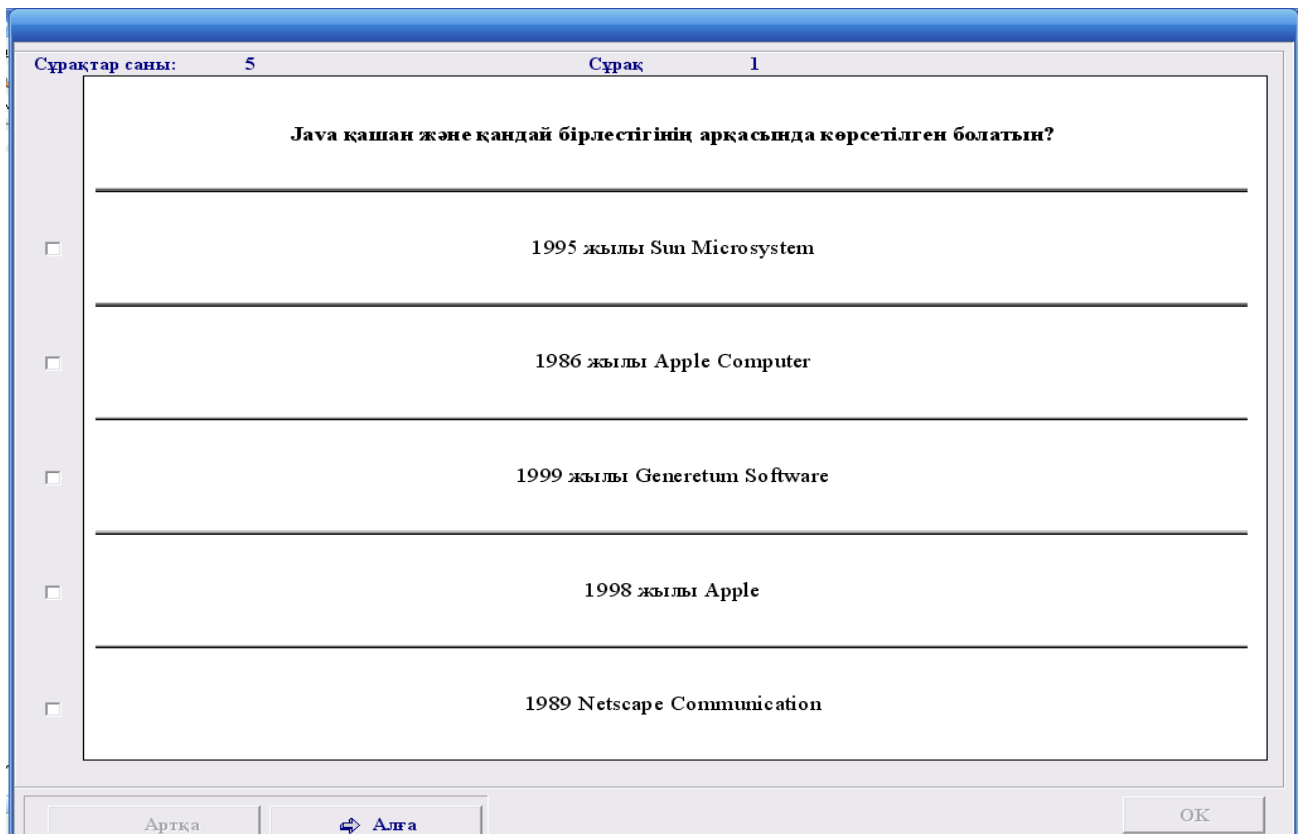 Сұрақтар саны: 5 Сұрақ 1
Java қашан және қандай бірлестігінің арқасында көрсетілген болатын?
1995 жылы Sun Microsystem
1986 жылы Apple Computer
1999 жылы Generetum Software
1998 жылы Apple
1989 Netscape Communication
Артқа Алға OK